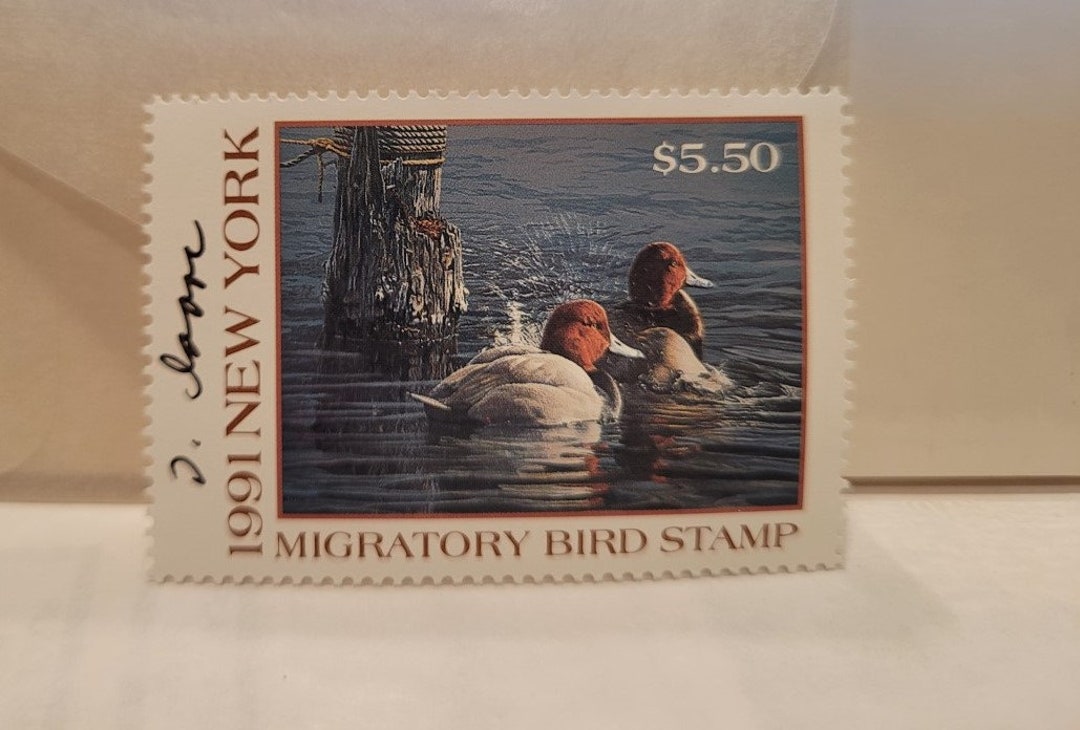 1991 NEW YORK
$5.50
MIGRATORY BIRD STAMP